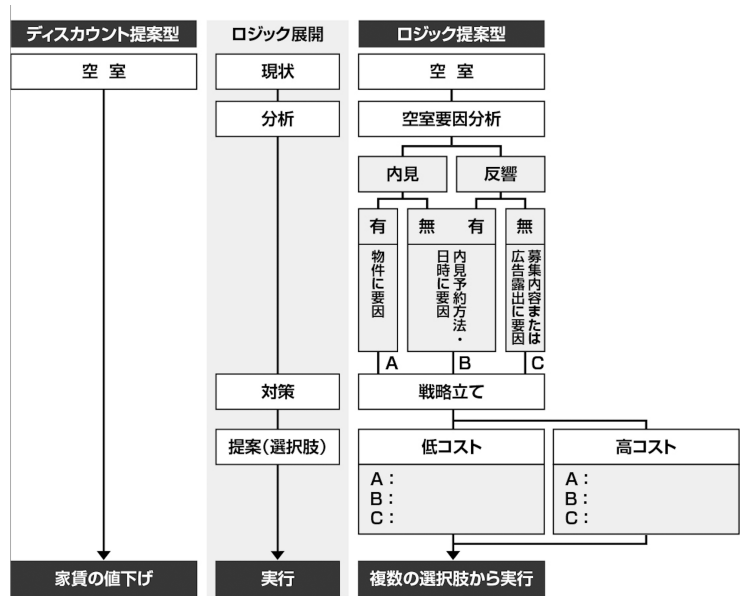 ディスカウント提案型
ロジック展開
ロジック提案型
空室
現状
空室
分析
空室要因分析
内見
反響
有
無
有
無
物件に要因
内見予約方法・
日時に要因
募集内容または
広告露出に要因
A
B
C
対策
戦略立て
提案（選択肢）
低コスト
高コスト
A：
B：
C：
A：
B：
C：
家賃の値下げ
実行
複数の選択肢から実行